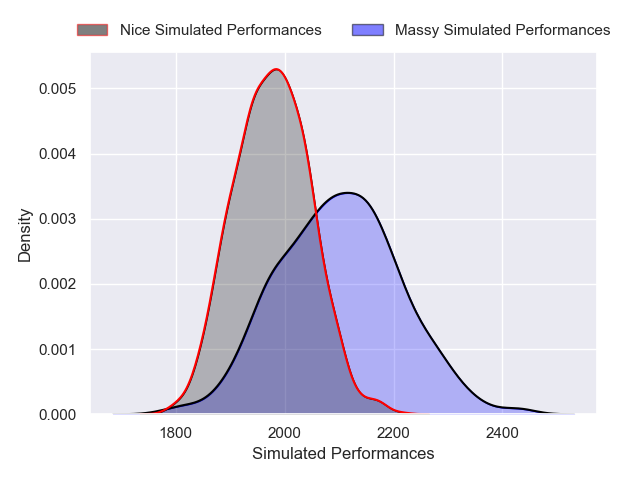 Nice Simulated Performances Massy Simulated Performances
0.005
0.004
0.003
0.002
0.001
0.000
Density
1800 2000 2200 2400
Simulated Performances